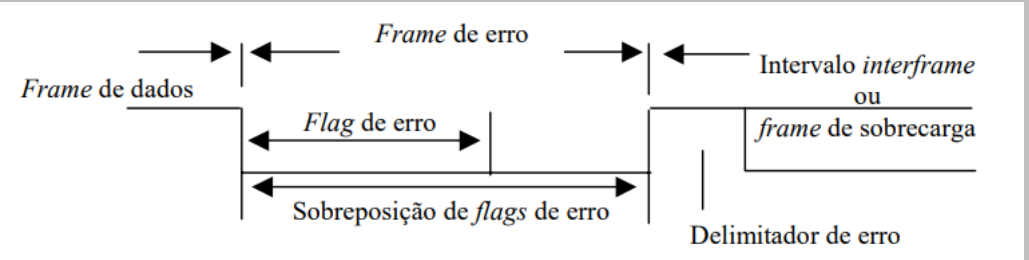 Frame de erro
Frame de dados
Intervalo interframe
ou
frame de sobrecarga
Flag de erro
Sobreposição de flags de erro
Delimitador de erro